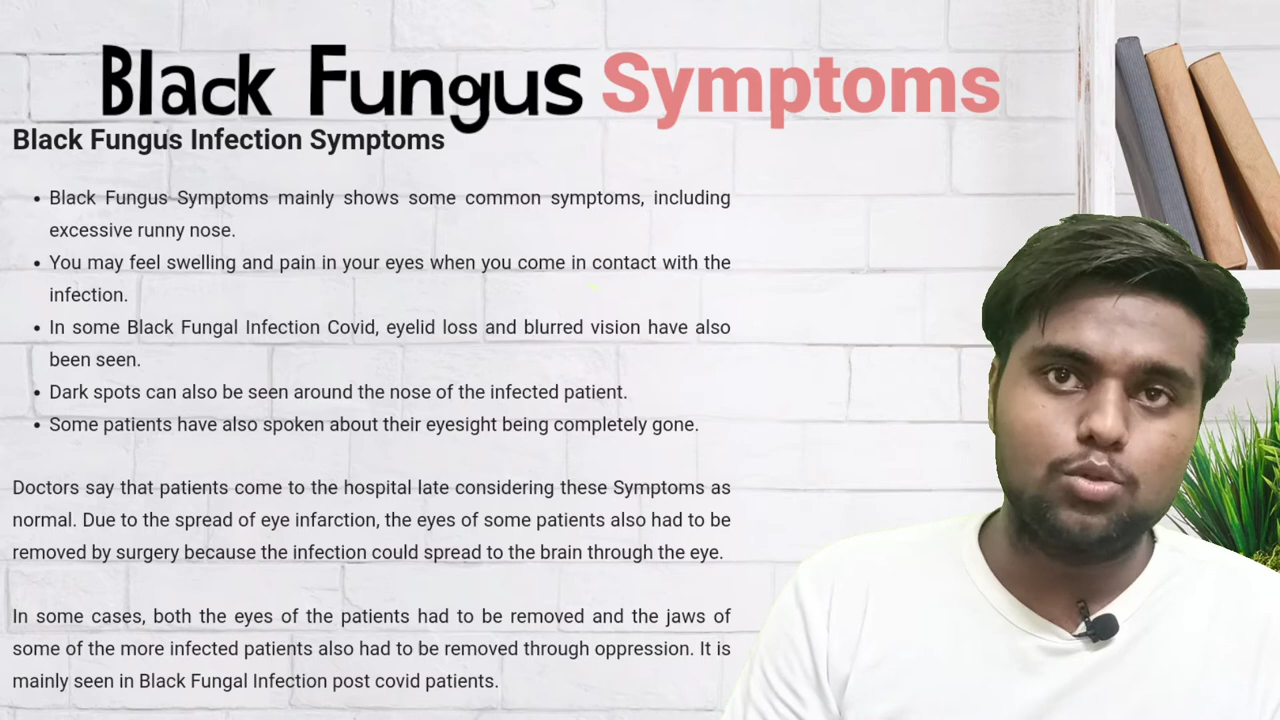 Black Fungus Symptoms
Black Fungus Infection Symptoms
• Black Fungus Symptoms mainly shows some common symptoms, including
excessive runny nose.
• You may feel swelling and pain in your eyes when you come in contact with the
infection.
• In some Black Fungal Infection Covid, eyelid loss and blurred vision have also
been seen.
• Dark spots can also be seen around the nose of the infected patient.
• Some patients have also spoken about their eyesight being completely gone.
Doctors say that patients come to the hospital late considering these Symptoms as
normal. Due to the spread of eye infarction, the eyes of some patients also had to be
removed by surgery because the infection could spread to the brain through the eye.
In some cases, both the eyes of the patients had to be removed and the jaws of
some of the more infected patients also had to be removed through oppression. It is
mainly seen in Black Fungal Infection post covid patients.